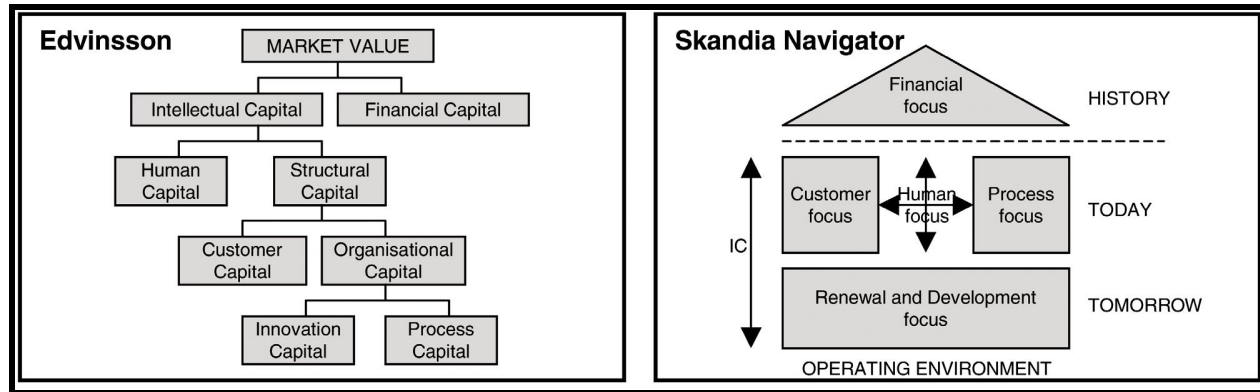 Edvinsson
MARKET VALUE
Intellectual Capital
Financial Capital
Human
Capital
Structural
Capital
Customer
Capital
Organisational
Capital
Innovation
Capital
Process
Capital
Skandia Navigator
Financial
focus
HISTORY
Customer
focus
Human
focus
Process
focus
TODAY
IC
Renewal and Development
focus
TOMORROW
OPERATING ENVIRONMENT